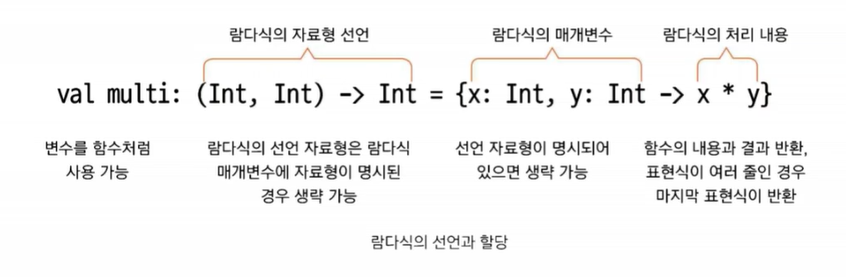 람다식의 자료형 선언
람다식의 매개변수
람다식의 처리 내용
val multi: (Int, Int) -> Int = {x: Int, y: Int -> x * y}
변수를 함수처럼
사용 가능
람다식의 선언 자료형은 람다식
매개변수에 자료형이 명시된
경우 생략 가능
선언 자료형이 명시되어
있으면 생략 가능
함수의 내용과 결과 반환,
표현식이 여러 줄인 경우
마지막 표현식이 반환
람다식의 선언과 할당